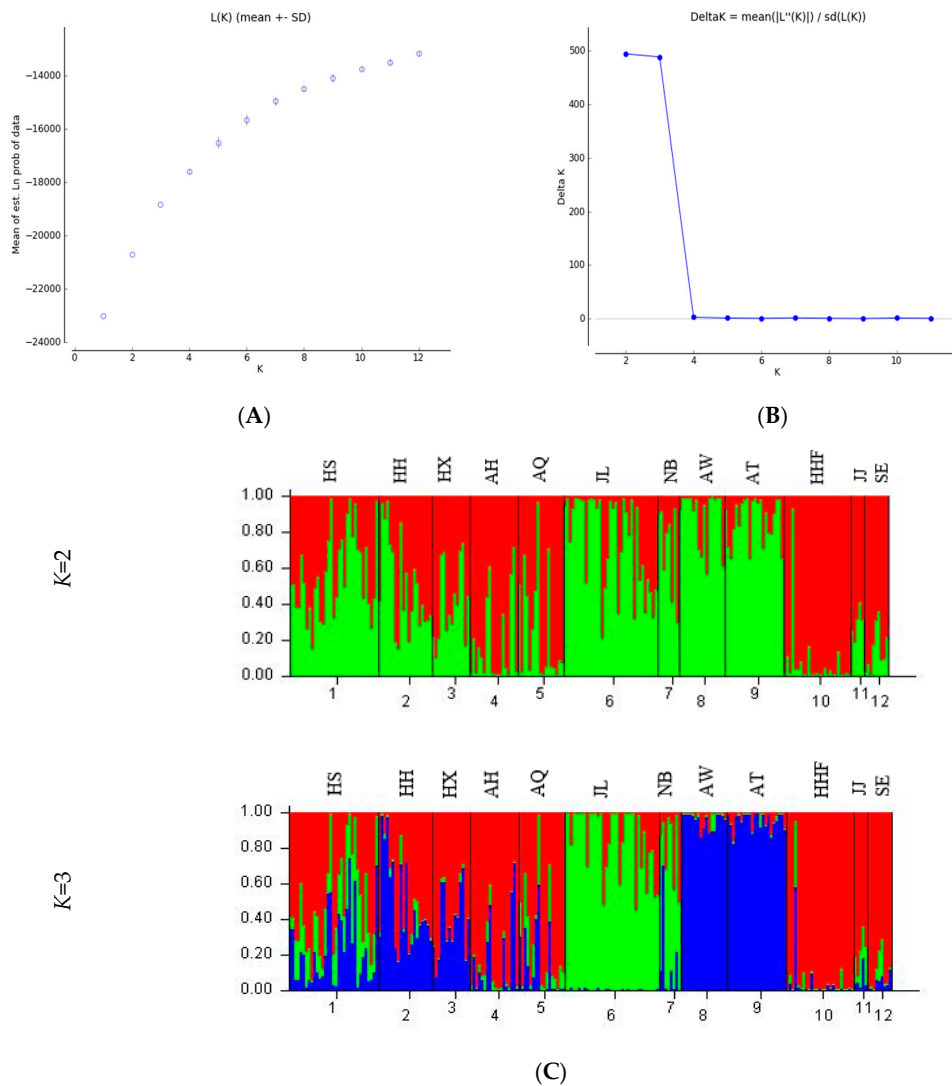 L(K) (mean +- SD)
Mean of est. Ln prob of data
−14000
−16000
−18000
−20000
−22000
−24000
0 2 4 6 8 10 12
K
(A)
DeltaK = mean(|L''(K)|) / sd(L(K))
Delta K
500
400
300
200
100
0
2 4 6 8 10
K
(B)
K=2
HS HH HX AH AQ JL NB AW AT HHF JJ SE
1.00
0.80
0.60
0.40
0.20
0.00
1 2 3 4 5 6 7 8 9 10 11 12
K=3
HS HH HX AH AQ JL NB AW AT HHF JJ SE
1.00
0.80
0.60
0.40
0.20
0.00
1 2 3 4 5 6 7 8 9 10 11 12
(C)